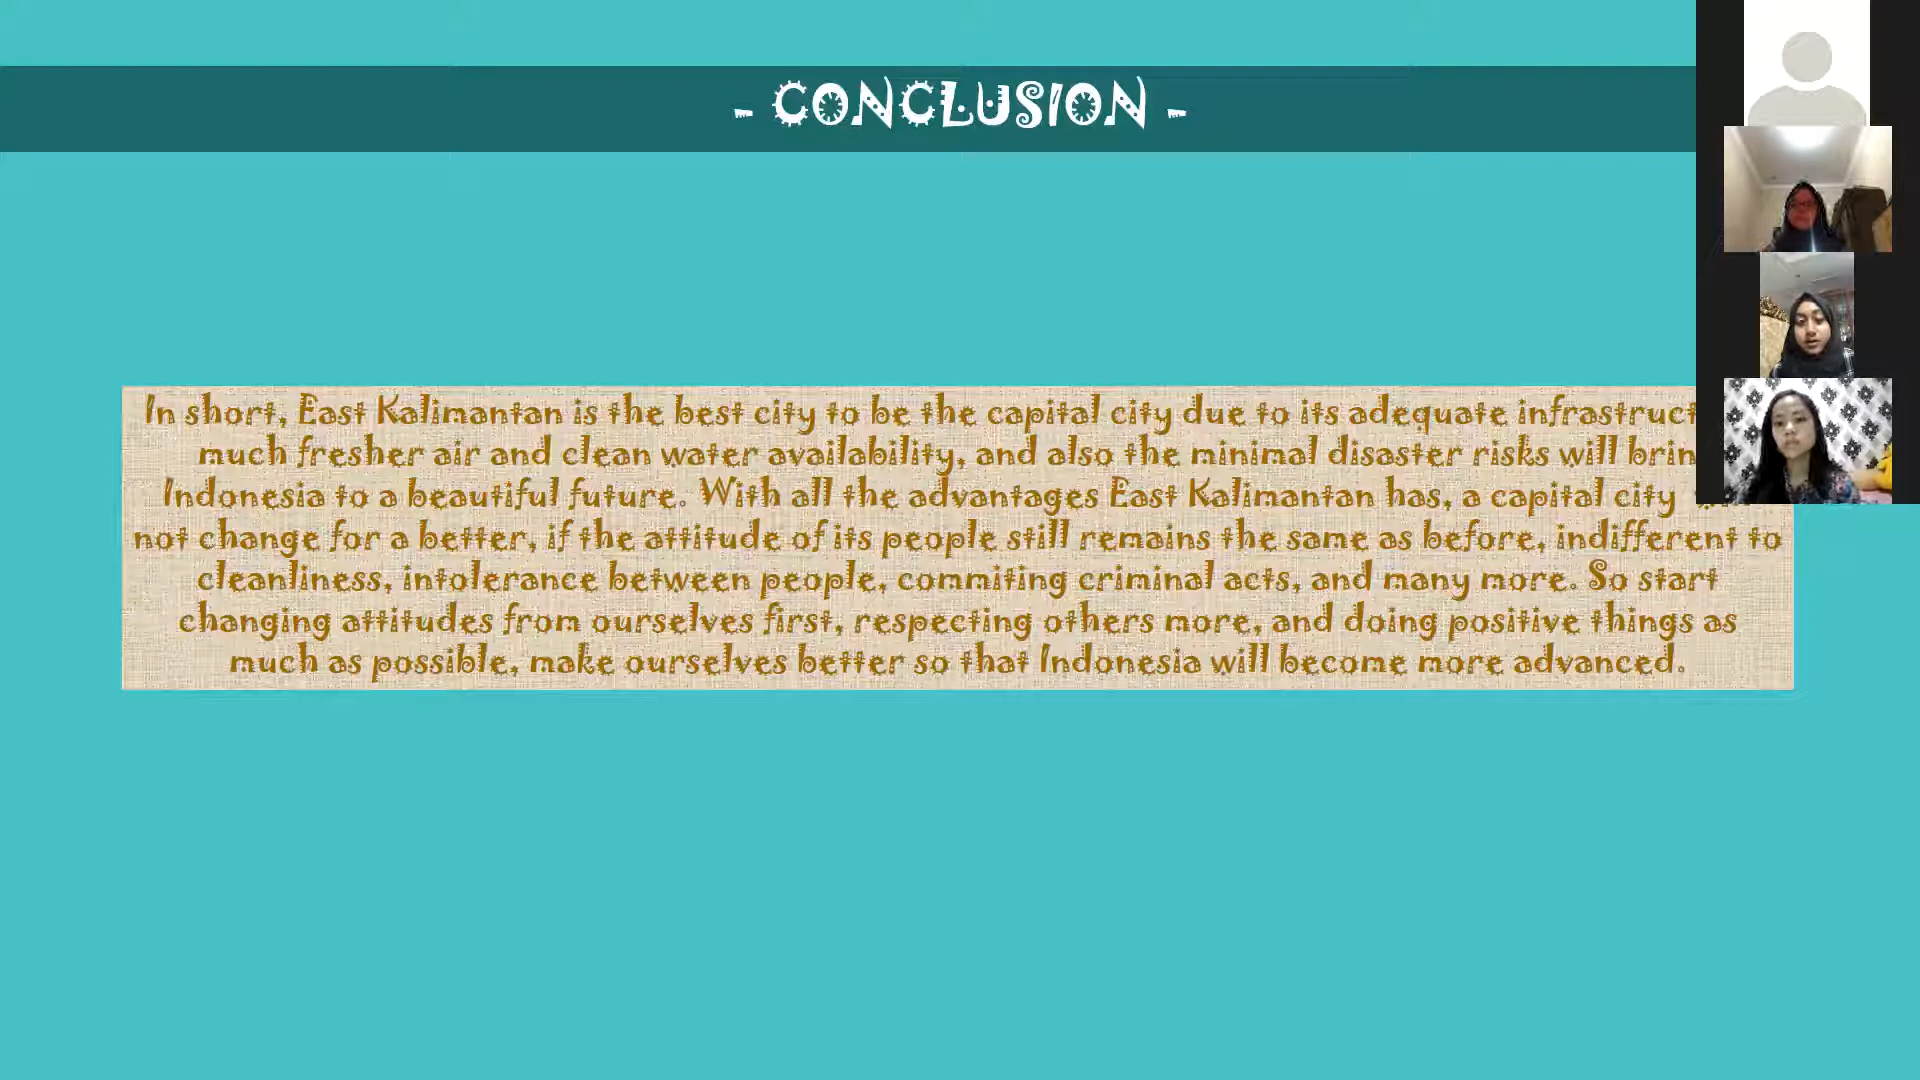 - CONCLUSION -
In short, East Kalimantan is the best city to be the capital city due to its adequate
much fresher air and clean water availability, and also the minimal disaster risks will
Indonesia to a beautiful future. With all the advantages East Kalimantan has, a capital city
not change for a better, if the attitude of its people still remains the same as before, indifferent to
cleanliness, intolerance between people, commiting criminal acts, and many more. So start
changing attitudes from ourselves first, respecting others more, and doing positive things as
much as possible, make ourselves better so that Indonesia will become more advanced.